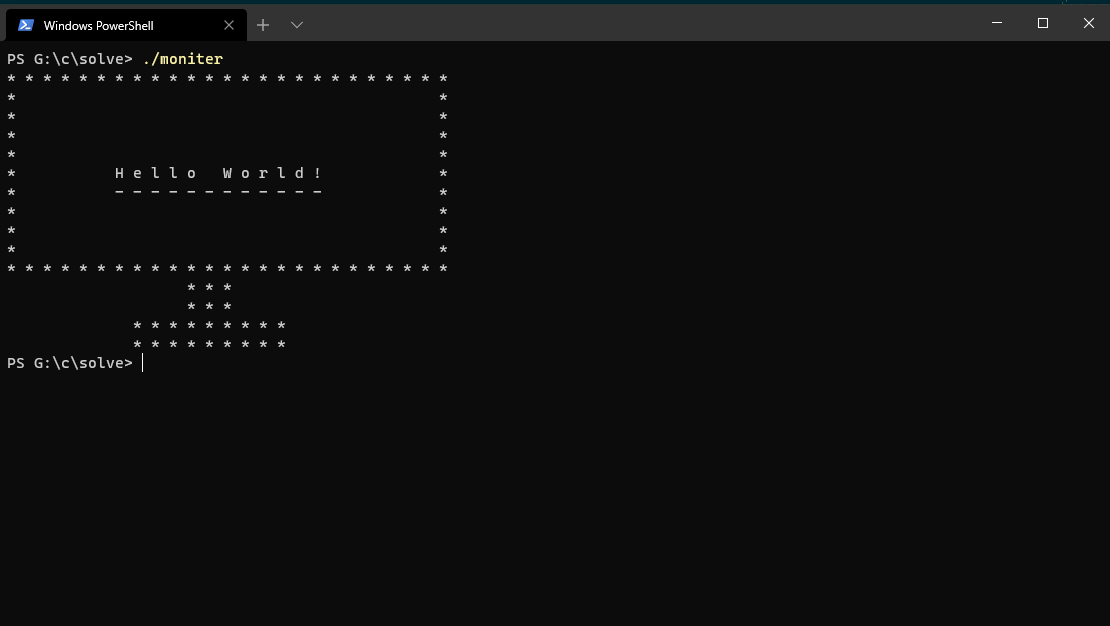 Windows PowerShell
PS G:\c\solve> ./moniter
* * * * * * * * * * * * * * * * * * * * * * * * *
*                                               *
*                                               *
*                                               *
*                                               *
*           H e l l o   W o r l d !             *
*           - - - - - - - - - - - -             *
*                                               *
*                                               *
*                                               *
* * * * * * * * * * * * * * * * * * * * * * * * *
                    * * *
                    * * *
              * * * * * * * * *
              * * * * * * * * *
PS G:\c\solve>